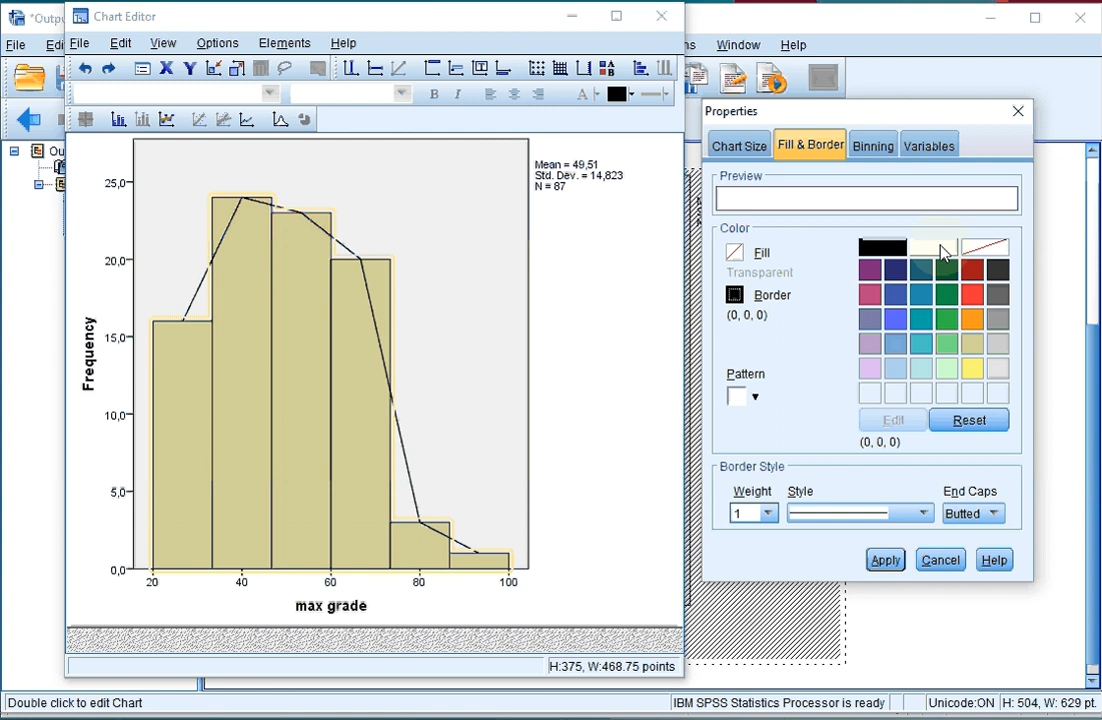 *Outpu
Chart Editor
File Edi
File Edit View Options Elements Help
ns Window Help
B I
A
Properties
Chart Size Fill & Border Binning Variables
Preview
Color
Fill
Transparent
Border
(0, 0, 0)
Pattern
Edit Reset
(0, 0, 0)
Border Style
Weight Style End Caps
1 Butted
Apply Cancel Help
Ou
Mean = 49,51
Std. Dev. = 14,823
N = 87
Frequency
25,0
20,0
15,0
10,0
5,0
0,0
20 40 60 80 100
max grade
H:375, W:468.75 points
Double click to edit Chart
IBM SPSS Statistics Processor is ready
Unicode:ON
H: 504, W: 629 pt.